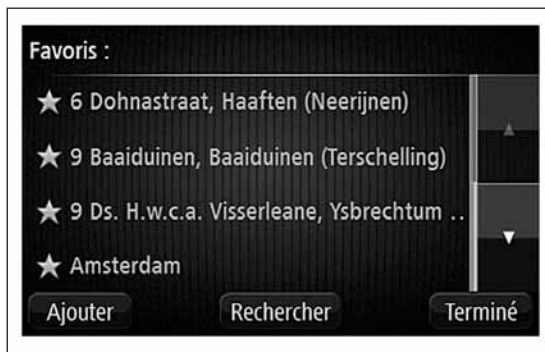 Favoris :
6 Dohnastraat, Haaften (Neerijnen)
9 Baaiduinen, Baaiduinen (Terschelling)
9 Ds. H.w.c.a. Visserleane, Ysbrechtum ..
Amsterdam
Ajouter Rechercher Terminé